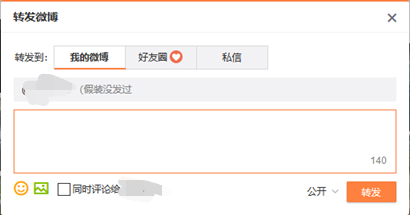 转发微博
转发到: 我的微博 好友圈 私信
（假装没发过
140
同时评论给 公开 转发